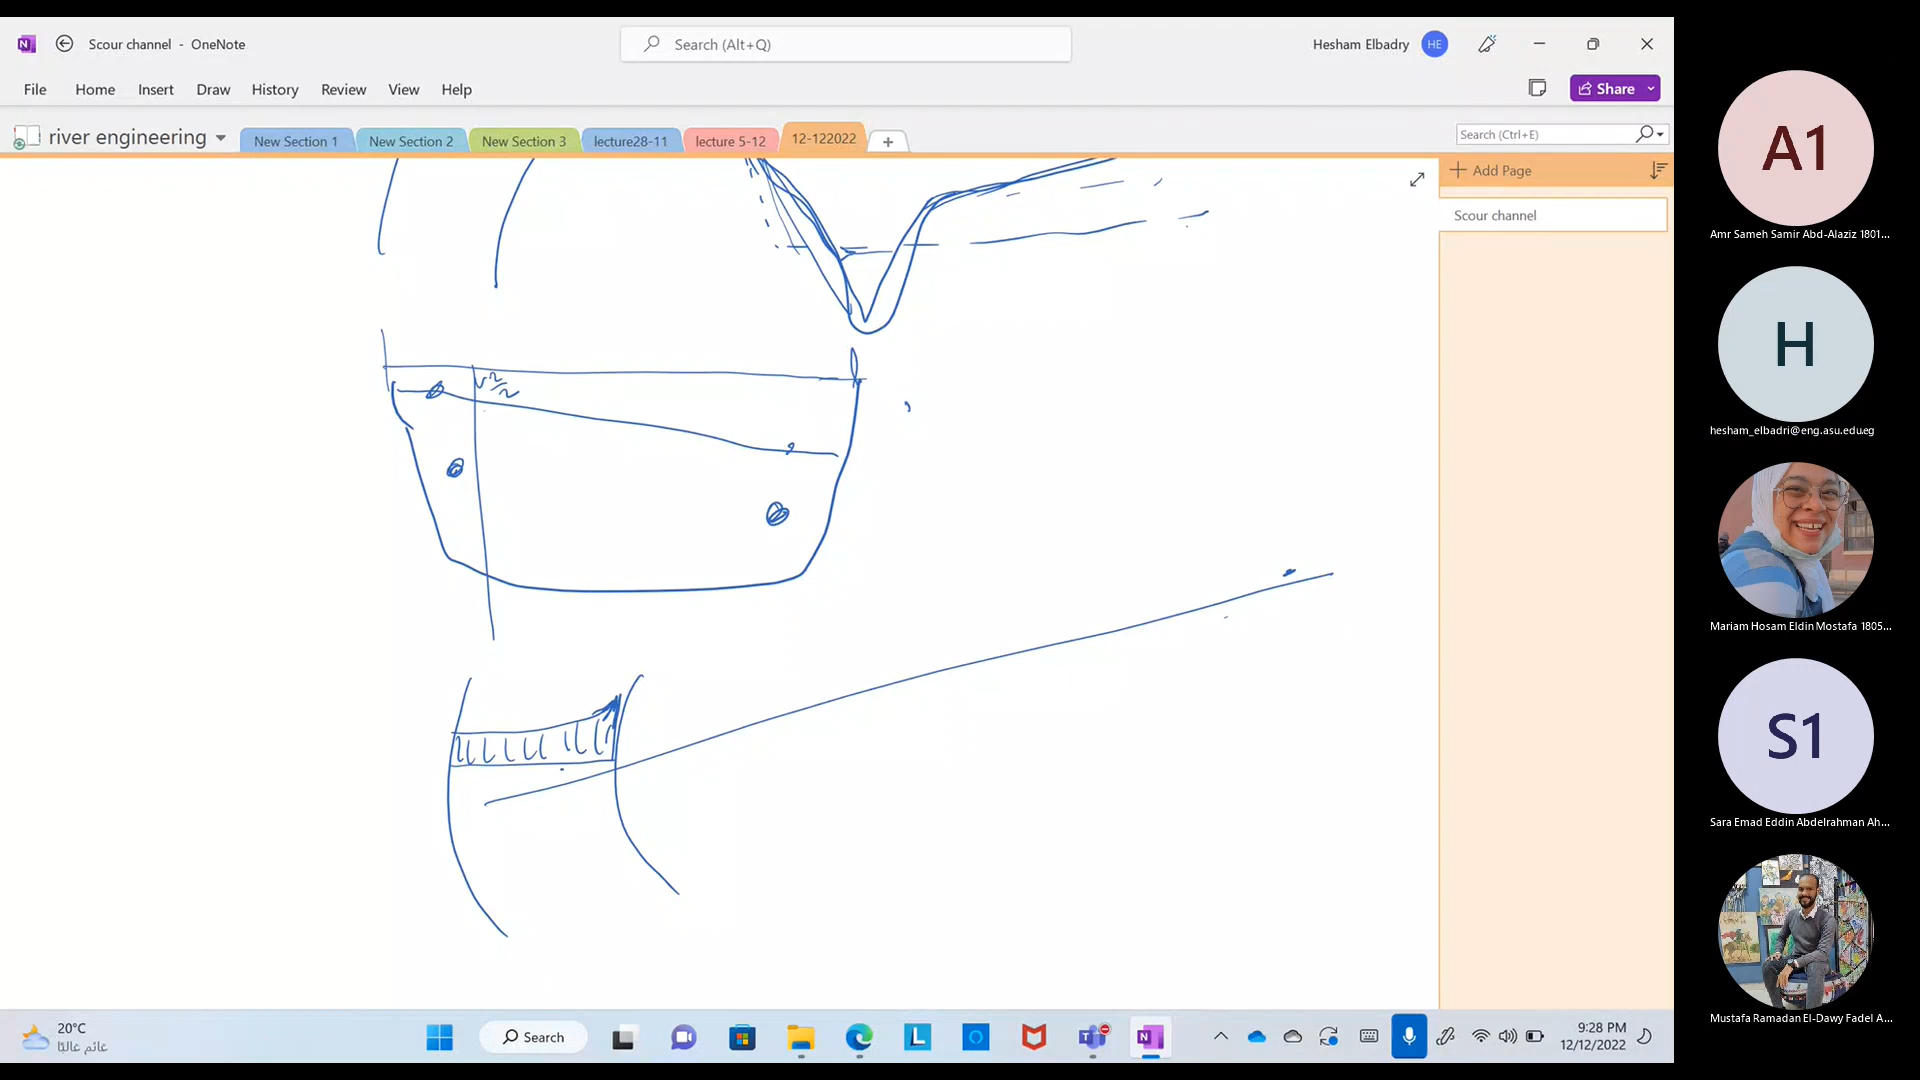 Scour channel - OneNote
Search (Alt+Q)
Hesham Elbadry
HE
File
Home
Insert
Draw
History
Review
View
Help
Share
river engineering
New Section 1
New Section 2
New Section 3
lecture28-11
lecture 5-12
12-122022
Search (Ctrl+E)
Add Page
Scour channel
A1
Amr Sameh Samir Abd-Alaziz 1801...
H
hesham_elbadri@eng.asu.edu.eg
Mariam Hosam Eldin Mostafa 1805...
S1
Sara Emad Eddin Abdelrahman Ah...
Mustafa Ramadan El-Dawy Fadel A...
20°C
غائم غالبًا
Search
9:28 PM
12/12/2022